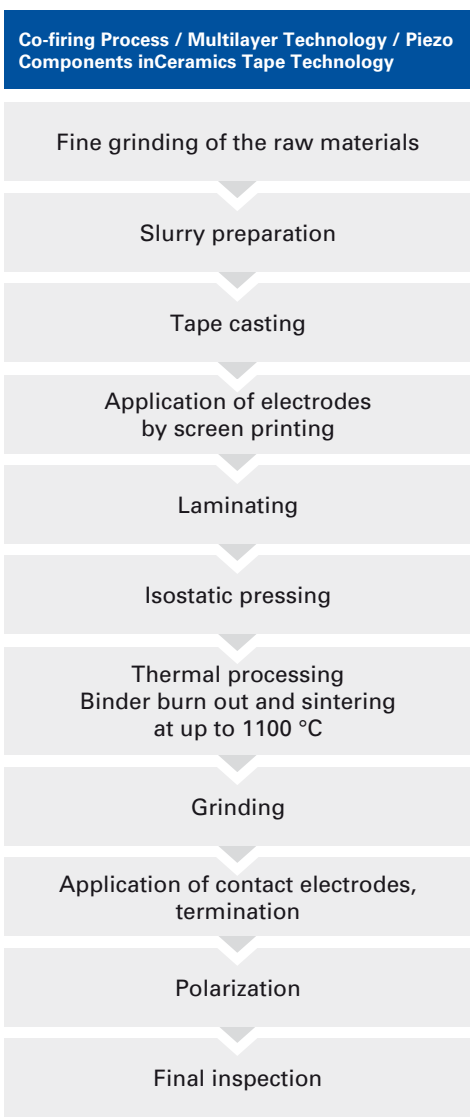 Co-firing Process / Multilayer Technology / Piezo
Components inCeramics Tape Technology
Fine grinding of the raw materials
Slurry preparation
Tape casting
Application of electrodes
by screen printing
Laminating
Isostatic pressing
Thermal processing
Binder burn out and sintering
at up to 1100 °C
Grinding
Application of contact electrodes,
termination
Polarization
Final inspection